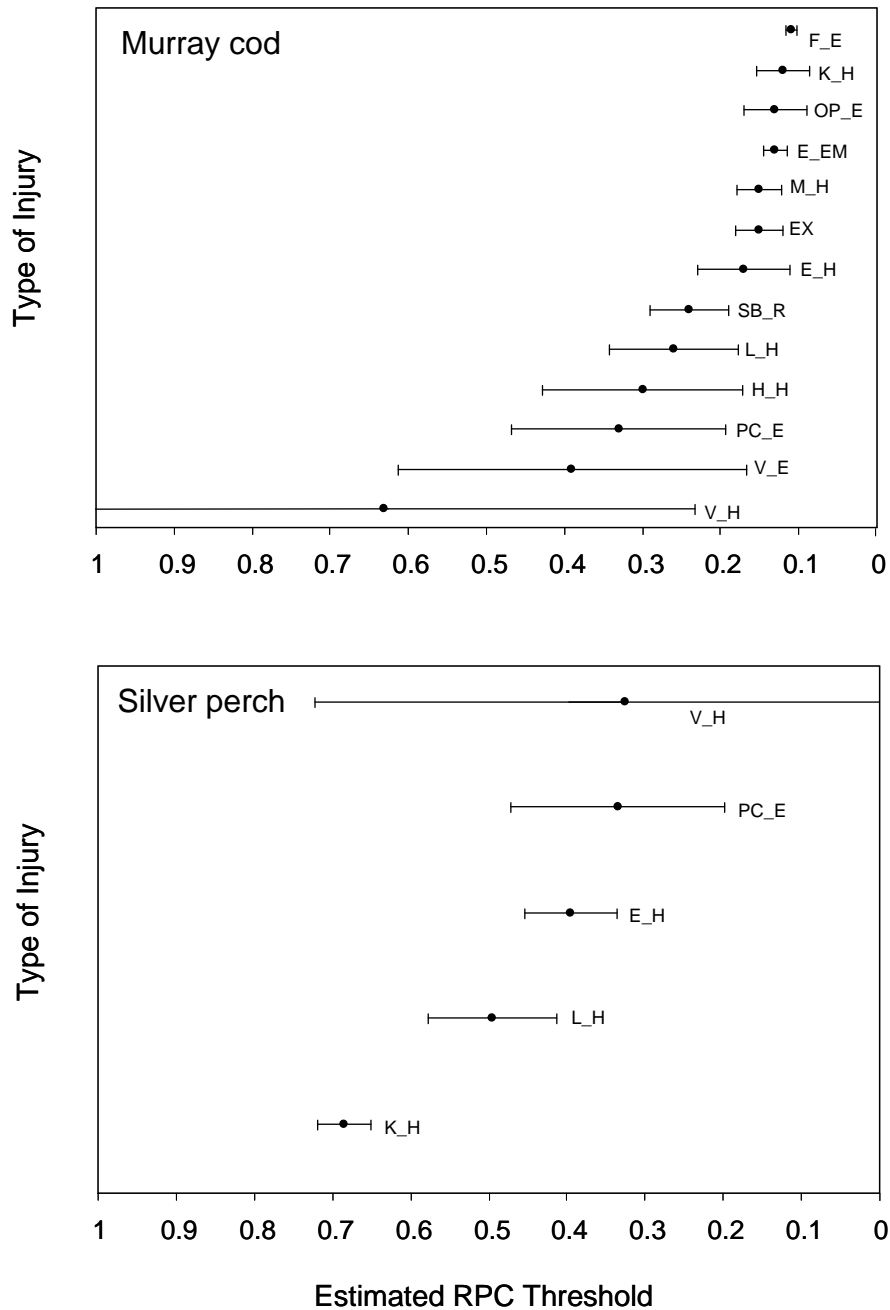 Murray cod
F_E
K_H
OP_E
E_EM
M_H
EX
E_H
SB_R
L_H
H_H
PC_E
V_E
V_H
Type of Injury
1 0.9 0.8 0.7 0.6 0.5 0.4 0.3 0.2 0.1 0
Silver perch
V_H
PC_E
E_H
L_H
K_H
Type of Injury
1 0.9 0.8 0.7 0.6 0.5 0.4 0.3 0.2 0.1 0
Estimated RPC Threshold